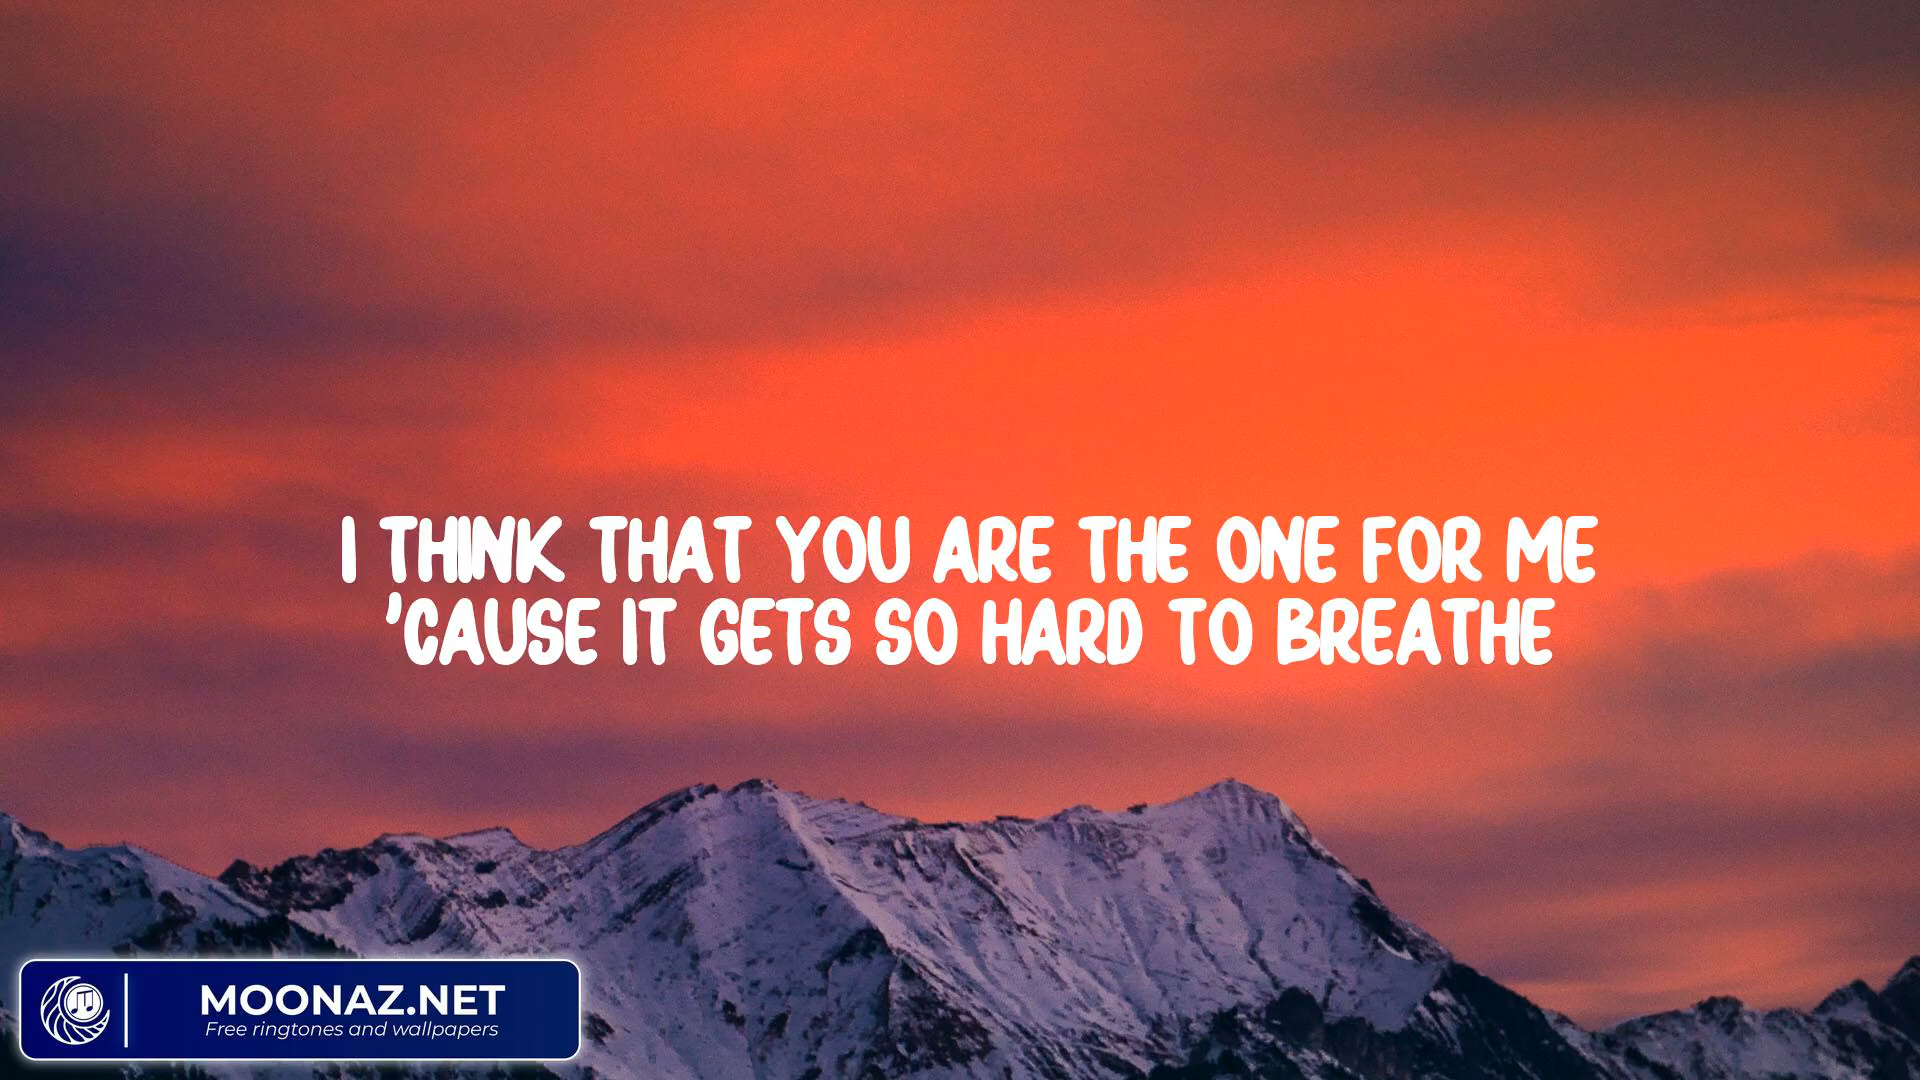 I THINK THAT YOU ARE THE ONE FOR ME
'CAUSE IT GETS SO HARD TO BREATHE
MOONAZ.NET
Free ringtones and wallpapers